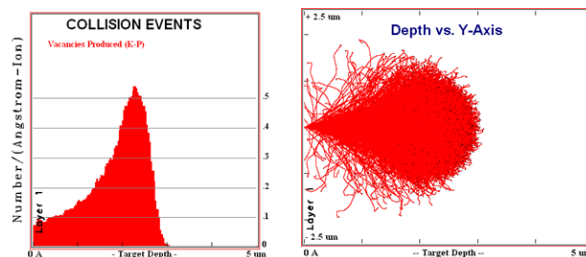 COLLISION EVENTS
Vacancies Produced (K-P)
Number/(Angstrom-Ion)
Layer 1
.5
.4
.3
.2
.1
0
0 A
- Target Depth -
5 um
+ 2.5 um
Depth vs. Y-Axis
Layer 1
- 2.5 um
0 A
-- Target Depth --
5 um